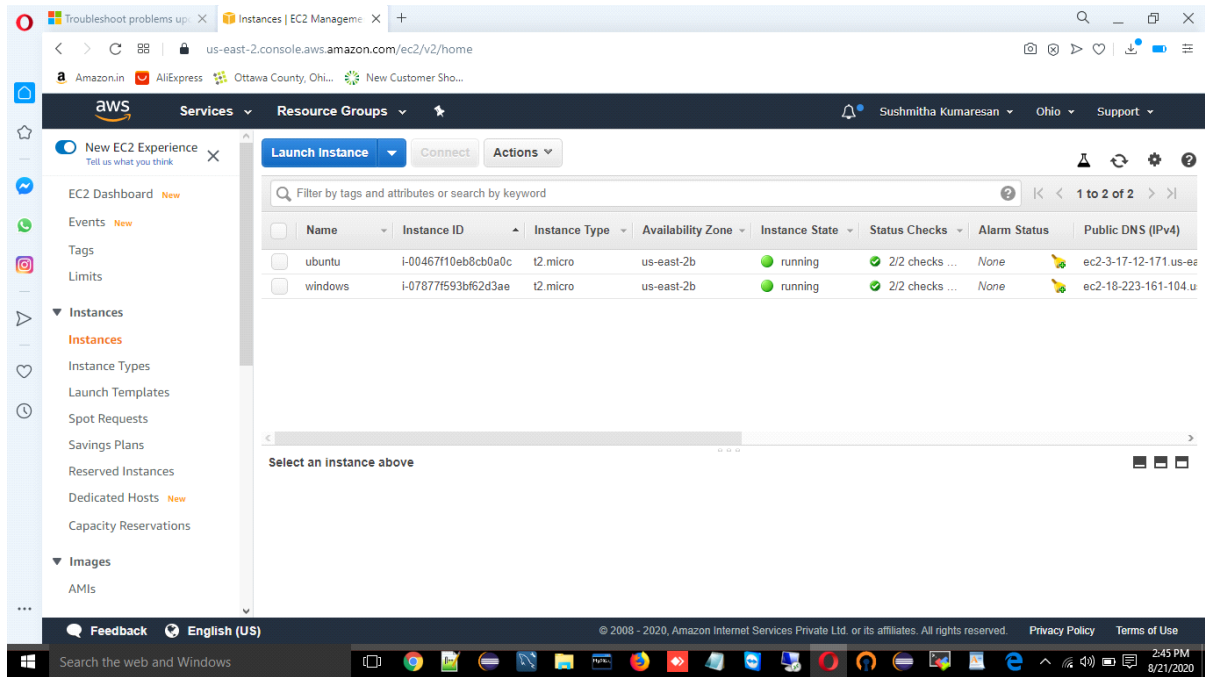 Troubleshoot problems up
Instances | EC2 Manageme
us-east-2.console.aws.amazon.com/ec2/v2/home
Amazon.in AliExpress Ottawa County, Ohi... New Customer Sho...
aws Services Resource Groups Sushmitha Kumaresan Ohio Support
New EC2 Experience
Tell us what you think
EC2 Dashboard New
Events New
Tags
Limits
Instances
Instances
Instance Types
Launch Templates
Spot Requests
Savings Plans
Reserved Instances
Dedicated Hosts New
Capacity Reservations
Images
AMIs
Launch Instance Connect Actions
Filter by tags and attributes or search by keyword 1 to 2 of 2
Name Instance ID Instance Type Availability Zone Instance State Status Checks Alarm Status Public DNS (IPv4)
ubuntu i-00467f10eb8cb0a0c t2.micro us-east-2b running 2/2 checks ... None ec2-3-17-12-171.us-ea
windows i-07877f593bf62d3ae t2.micro us-east-2b running 2/2 checks ... None ec2-18-223-161-104.u
Select an instance above
Feedback English (US) © 2008 - 2020, Amazon Internet Services Private Ltd. or its affiliates. All rights reserved. Privacy Policy Terms of Use
Search the web and Windows
2:45 PM
8/21/2020